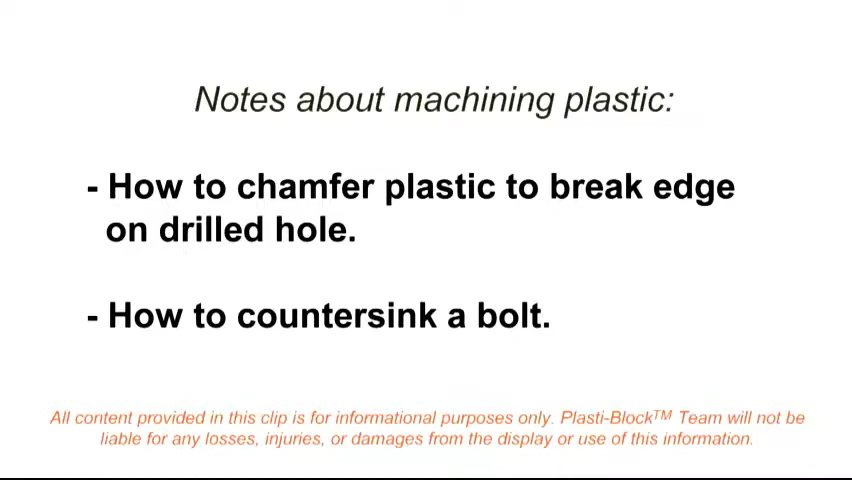 Notes about machining plastic:
- How to chamfer plastic to break edge
on drilled hole.
- How to countersink a bolt.
All content provided in this clip is for informational purposes only. Plasti-Block™ Team will not be
liable for any losses, injuries, or damages from the display or use of this information.